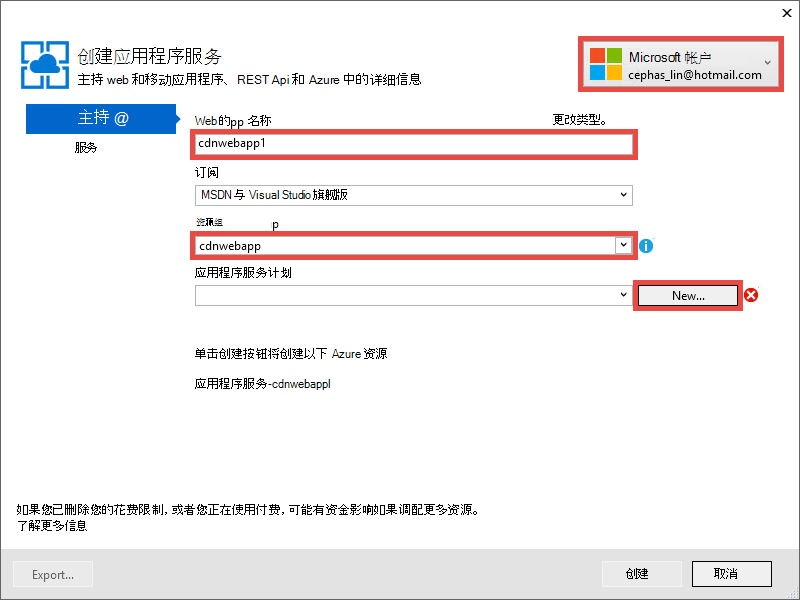 创建应用程序服务
主持 web 和移动应用程序、REST Api 和 Azure 中的详细信息
Microsoft 帐户
cephas_lin@hotmail.com
主持 @
服务
Web的pp 名称
更改类型。
cdnwebapp1
订阅
MSDN 与 Visual Studio 旗舰版
资源组 p
cdnwebapp
应用程序服务计划
New...
单击创建按钮将创建以下 Azure 资源
应用程序服务-cdnwebappl
如果您已删除您的花费限制，或者您正在使用付费，可能有资金影响如果调配更多资源。
了解更多信息
Export...
创建
取消